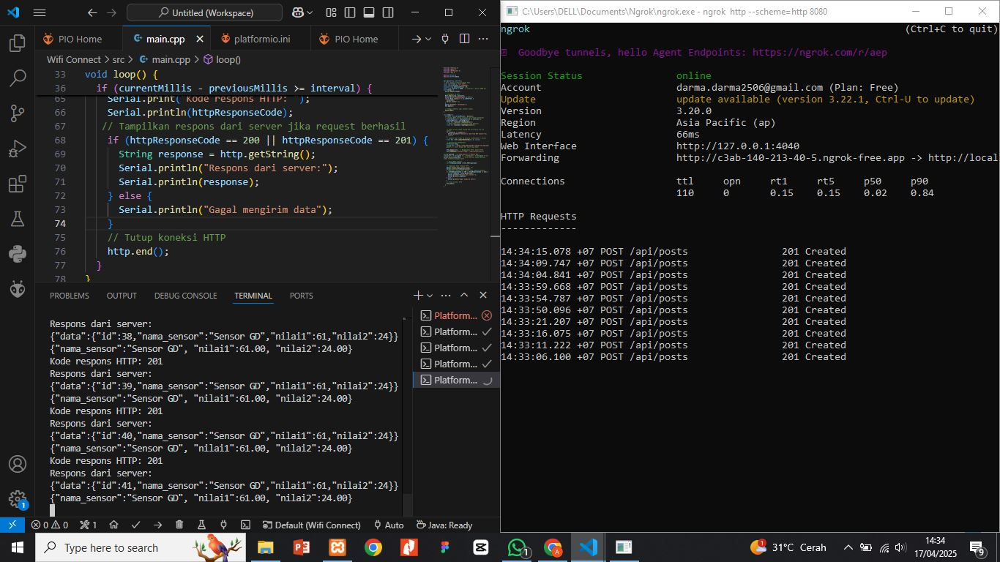 Untitled (Workspace)
PIO Home
main.cpp
platformio.ini
PIO Home
Wifi Connect > src > main.cpp > loop()
33 void loop() {
36 if (currentMillis - previousMillis >= interval) {
65 Serial.print("Kode respons HTTP: ");
66 Serial.println(httpResponseCode);
67 // Tampilkan respons dari server jika request berhasil
68 if (httpResponseCode == 200 || httpResponseCode == 201) {
69 String response = http.getString();
70 Serial.println("Respons dari server:");
71 Serial.println(response);
72 } else {
73 Serial.println("Gagal mengirim data");
74 }
75 // Tutup koneksi HTTP
76 http.end();
77 }
78 }
PROBLEMS OUTPUT DEBUG CONSOLE TERMINAL PORTS
Respons dari server:
{"data":{"id":38,"nama_sensor":"Sensor GD","nilai1":61,"nilai2":24}}
{"nama_sensor":"Sensor GD", "nilai1":61.00, "nilai2":24.00}
Kode respons HTTP: 201
Respons dari server:
{"data":{"id":39,"nama_sensor":"Sensor GD","nilai1":61,"nilai2":24}}
{"nama_sensor":"Sensor GD", "nilai1":61.00, "nilai2":24.00}
Kode respons HTTP: 201
Respons dari server:
{"data":{"id":40,"nama_sensor":"Sensor GD","nilai1":61,"nilai2":24}}
{"nama_sensor":"Sensor GD", "nilai1":61.00, "nilai2":24.00}
Kode respons HTTP: 201
Respons dari server:
{"data":{"id":41,"nama_sensor":"Sensor GD","nilai1":61,"nilai2":24}}
{"nama_sensor":"Sensor GD", "nilai1":61.00, "nilai2":24.00}
Platform...
Platform...
Platform...
Platform...
Platform...
1
0 0 1 Default (Wifi Connect) Auto Java: Ready
C:\Users\DELL\Documents\Ngrok\ngrok.exe - ngrok http --scheme=http 8080
ngrok (Ctrl+C to quit)
Goodbye tunnels, hello Agent Endpoints: https://ngrok.com/r/aep
Session Status online
Account darma.darma2506@gmail.com (Plan: Free)
Update update available (version 3.22.1, Ctrl-U to update)
Version 3.20.0
Region Asia Pacific (ap)
Latency 66ms
Web Interface http://127.0.0.1:4040
Forwarding http://c3ab-140-213-40-5.ngrok-free.app -> http://local
Connections ttl opn rt1 rt5 p50 p90
110 0 0.15 0.15 0.02 0.84
HTTP Requests
-------------
14:34:15.078 +07 POST /api/posts 201 Created
14:34:09.747 +07 POST /api/posts 201 Created
14:34:04.841 +07 POST /api/posts 201 Created
14:33:59.668 +07 POST /api/posts 201 Created
14:33:54.787 +07 POST /api/posts 201 Created
14:33:50.096 +07 POST /api/posts 201 Created
14:33:21.207 +07 POST /api/posts 201 Created
14:33:16.075 +07 POST /api/posts 201 Created
14:33:11.222 +07 POST /api/posts 201 Created
14:33:06.100 +07 POST /api/posts 201 Created
Type here to search
1
A
1
31°C Cerah
14:34
17/04/2025
9